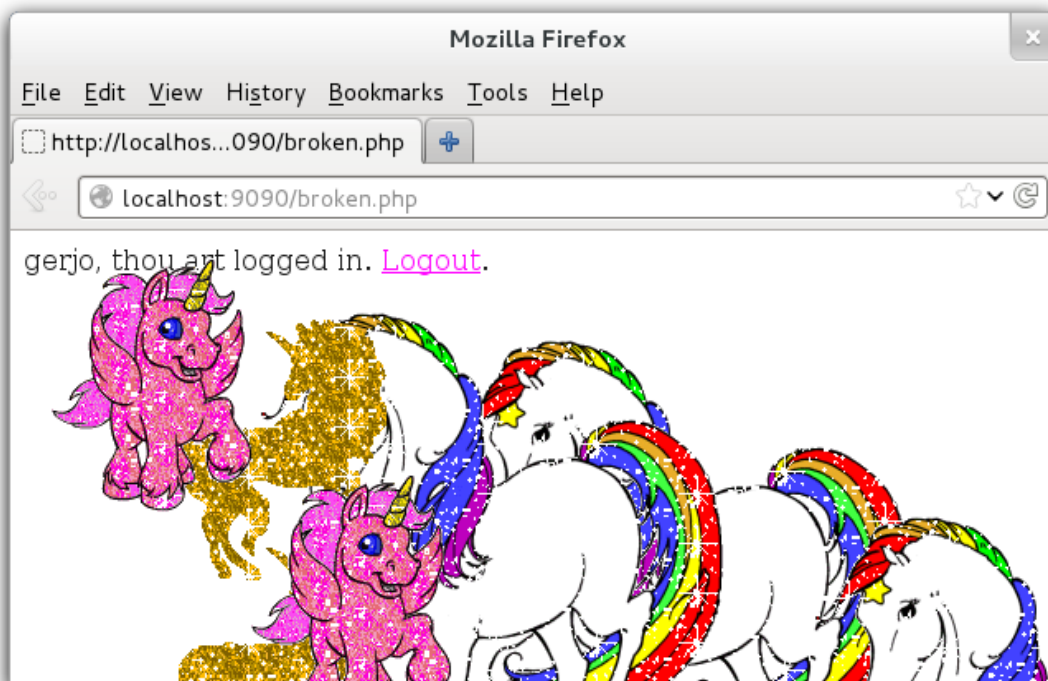 Mozilla Firefox
File Edit View History Bookmarks Tools Help
http://localhos...090/broken.php
localhost:9090/broken.php
gerjo, thou art logged in. Logout.